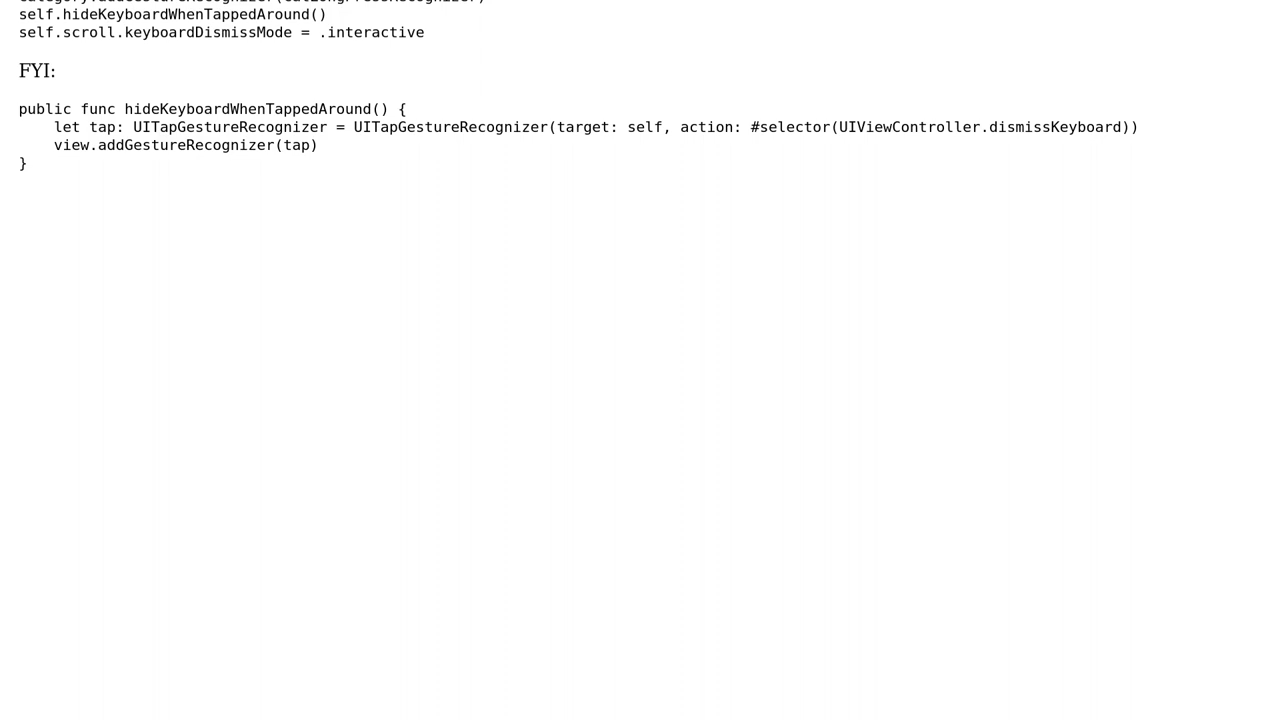 self.hideKeyboardWhenTappedAround()
self.scroll.keyboardDismissMode = .interactive
FYI:
public func hideKeyboardWhenTappedAround() {
    let tap: UITapGestureRecognizer = UITapGestureRecognizer(target: self, action: #selector(UIViewController.dismissKeyboard))
    view.addGestureRecognizer(tap)
}